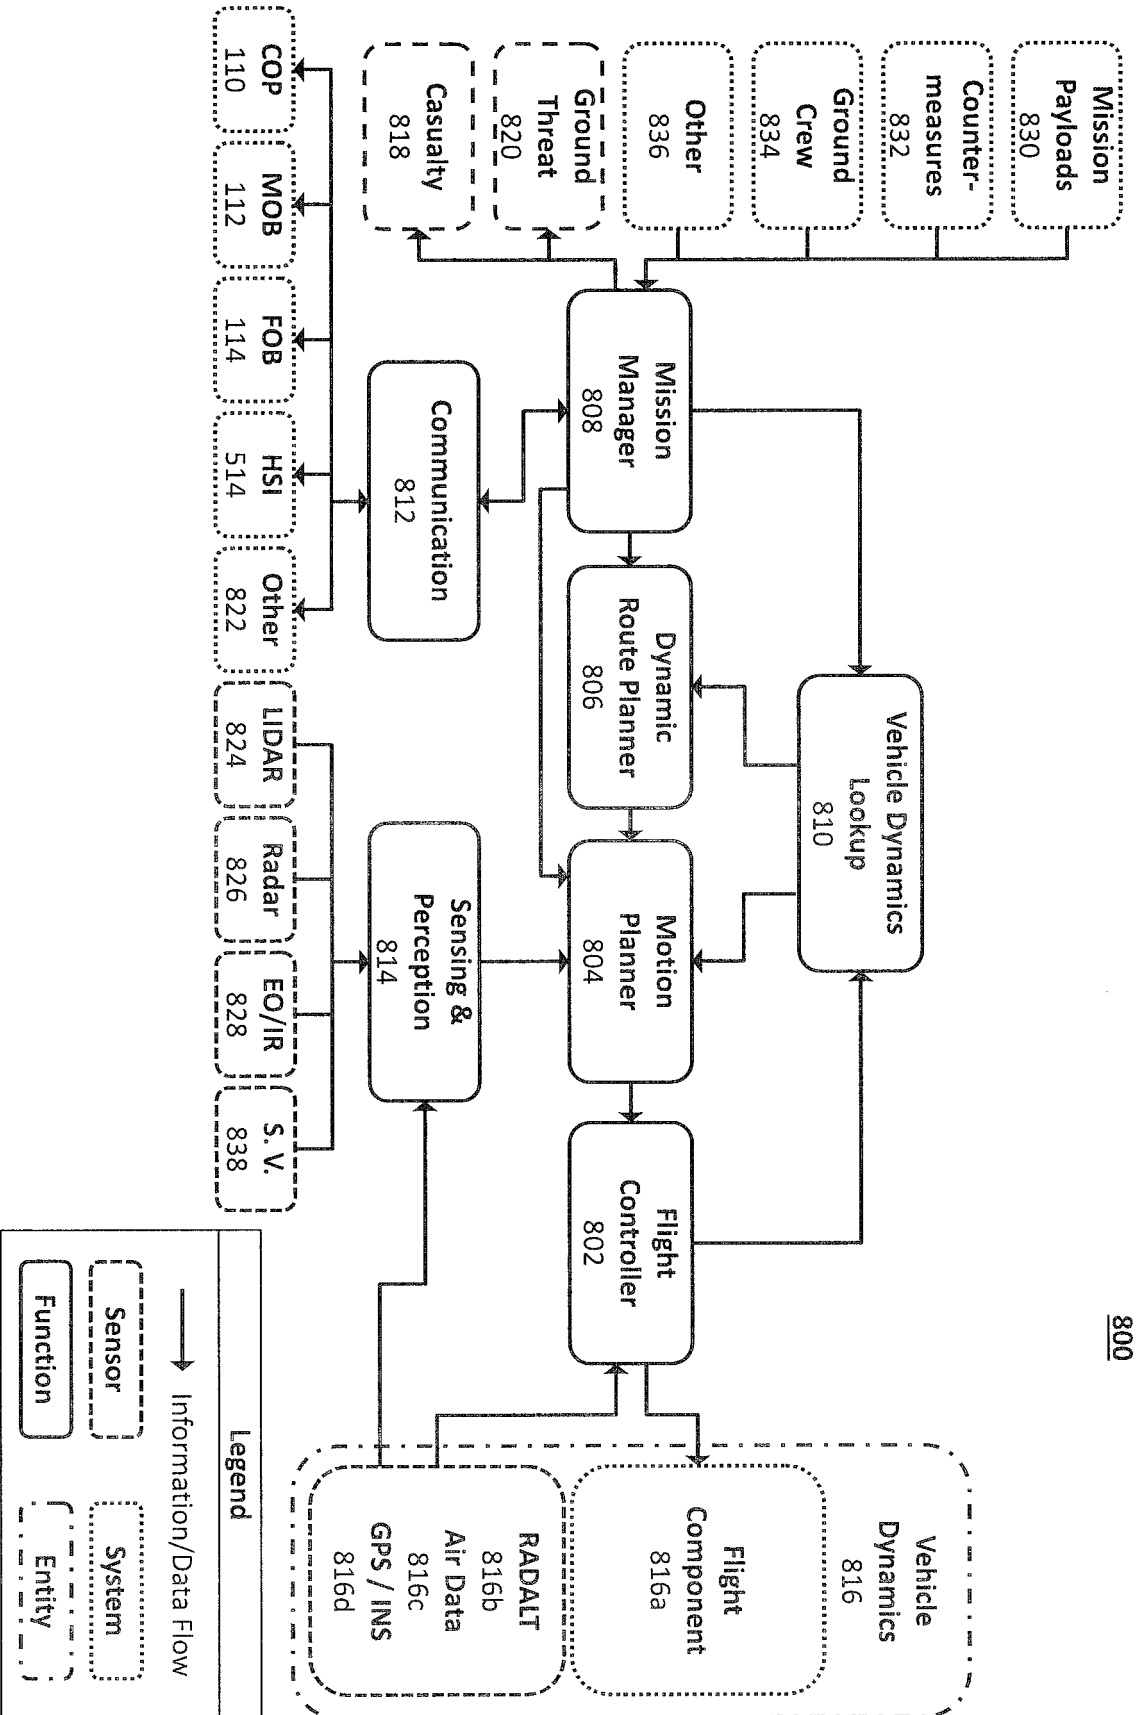 800
Mission
Payloads
830
Counter-
measures
832
Ground
Crew
834
Other
836
Ground
Threat
820
Casualty
818
Vehicle Dynamics
Lookup
810
Mission
Manager
808
Dynamic
Route Planner
806
Motion
Planner
804
Flight
Controller
802
Vehicle
Dynamics
816
Flight
Component
816a
RADALT
816b
Air Data
816c
GPS / INS
816d
Communication
812
Sensing &
Perception
814
COP
110
MOB
112
FOB
114
HSI
514
Other
822
LIDAR
824
Radar
826
EO/IR
828
S. V.
838
Legend
Information/Data Flow
Sensor
System
Function
Entity